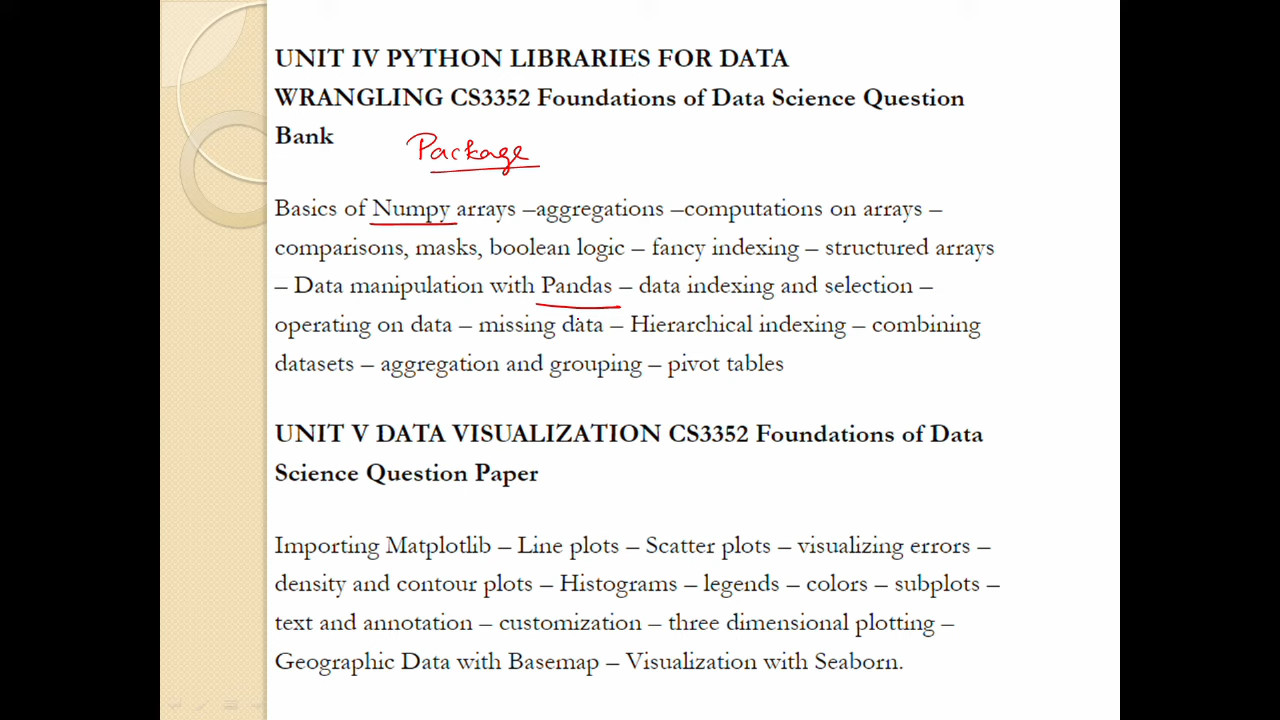 UNIT IV PYTHON LIBRARIES FOR DATA
WRANGLING CS3352 Foundations of Data Science Question
Bank
Package
Basics of Numpy arrays –aggregations –computations on arrays –
comparisons, masks, boolean logic – fancy indexing – structured arrays
– Data manipulation with Pandas – data indexing and selection –
operating on data – missing data – Hierarchical indexing – combining
datasets – aggregation and grouping – pivot tables
UNIT V DATA VISUALIZATION CS3352 Foundations of Data
Science Question Paper
Importing Matplotlib – Line plots – Scatter plots – visualizing errors –
density and contour plots – Histograms – legends – colors – subplots –
text and annotation – customization – three dimensional plotting –
Geographic Data with Basemap – Visualization with Seaborn.